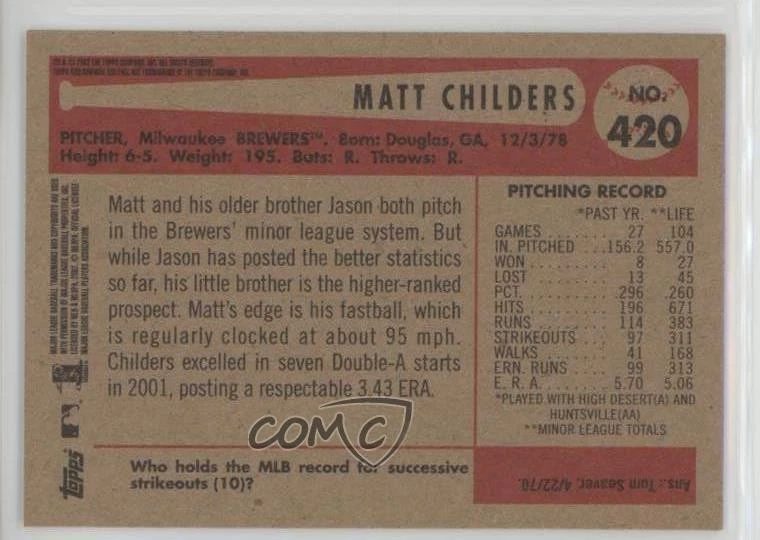 MATT CHILDERS
NO.
420
PITCHER, Milwaukee BREWERS™. Born: Douglas, GA, 12/3/78
Height: 6-5. Weight: 195. Bats: R. Throws: R.
Matt and his older brother Jason both pitch
in the Brewers' minor league system. But
while Jason has posted the better statistics
so far, his little brother is the higher-ranked
prospect. Matt's edge is his fastball, which
is regularly clocked at about 95 mph.
Childers excelled in seven Double-A starts
in 2001, posting a respectable 3.43 ERA.
PITCHING RECORD
*PAST YR. **LIFE
GAMES 27 104
IN. PITCHED ...156.2 557.0
WON 8 27
LOST 13 45
PCT. .296 .260
HITS 196 671
RUNS 114 383
STRIKEOUTS 97 311
WALKS 41 168
ERN. RUNS 99 313
E. R. A. 5.70 5.06
*PLAYED WITH HIGH DESERT(A) AND
HUNTSVILLE(AA)
**MINOR LEAGUE TOTALS
COMC
Who holds the MLB record for successive
strikeouts (10)?
Ans.: Tom Seaver, 4/22/70.
topps
MAJOR LEAGUE BASEBALL PLAYERS ASSOCIATION.